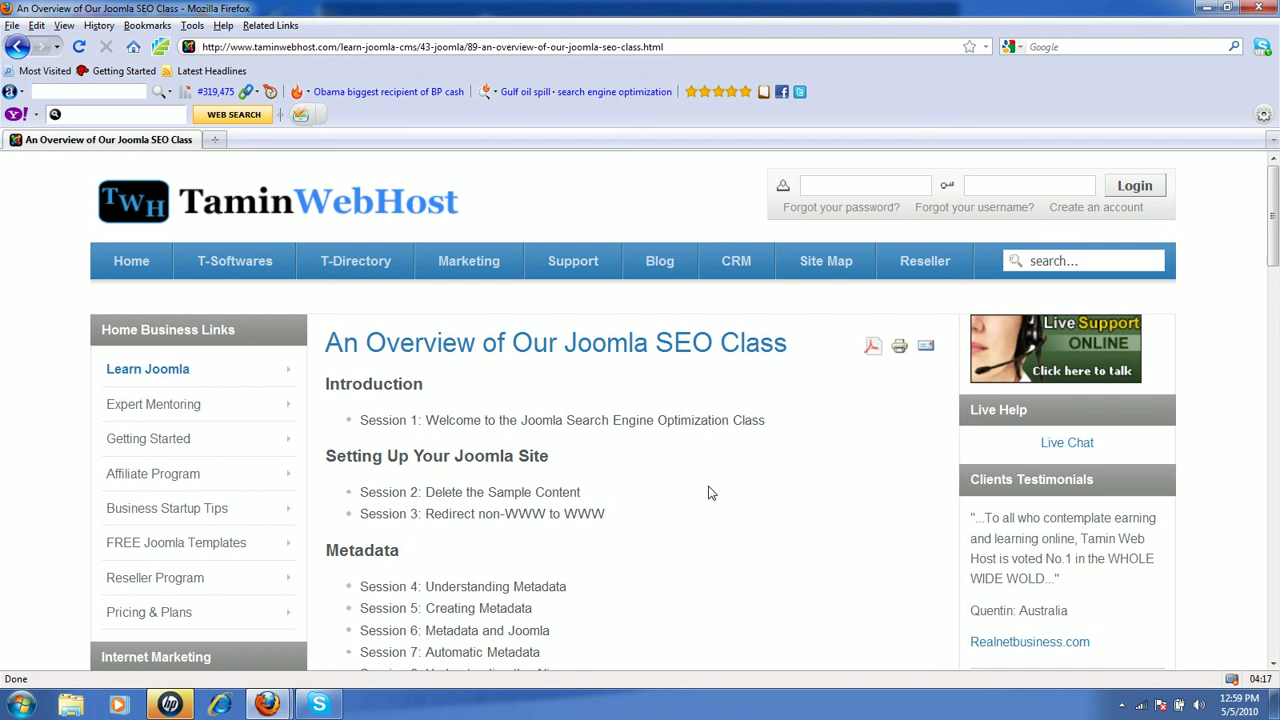 An Overview of Our Joomla SEO Class - Mozilla Firefox
File Edit View History Bookmarks Tools Help Related Links
http://www.taminwebhost.com/learn-joomla-cms/43-joomla/89-an-overview-of-our-joomla-seo-class.html
Google
Most Visited Getting Started Latest Headlines
#319,475 Obama biggest recipient of BP cash Gulf oil spill · search engine optimization
Y! WEB SEARCH
An Overview of Our Joomla SEO Class
TWH TaminWebHost
Login
Forgot your password? Forgot your username? Create an account
Home T-Softwares T-Directory Marketing Support Blog CRM Site Map Reseller search...
Home Business Links
Learn Joomla
Expert Mentoring
Getting Started
Affiliate Program
Business Startup Tips
FREE Joomla Templates
Reseller Program
Pricing & Plans
Internet Marketing
An Overview of Our Joomla SEO Class
Introduction
Session 1: Welcome to the Joomla Search Engine Optimization Class
Setting Up Your Joomla Site
Session 2: Delete the Sample Content
Session 3: Redirect non-WWW to WWW
Metadata
Session 4: Understanding Metadata
Session 5: Creating Metadata
Session 6: Metadata and Joomla
Session 7: Automatic Metadata
Live Support
ONLINE
Click here to talk
Live Help
Live Chat
Clients Testimonials
"...To all who contemplate earning
and learning online, Tamin Web
Host is voted No.1 in the WHOLE
WIDE WOLD..."
Quentin: Australia
Realnetbusiness.com
Done
04:17
hp
12:59 PM
5/5/2010